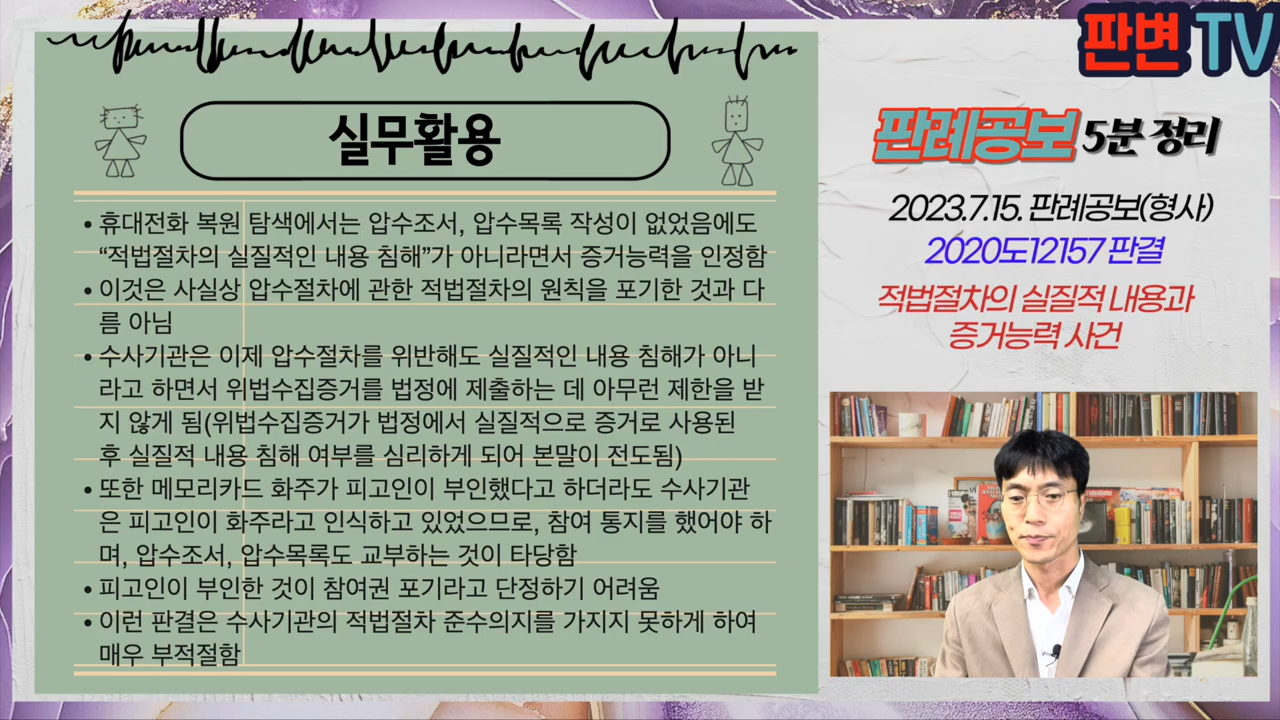 실무활용
• 휴대전화 복원 탐색에서는 압수조서, 압수목록 작성이 없었음에도
“적법절차의 실질적인 내용 침해”가 아니라면서 증거능력을 인정함
• 이것은 사실상 압수절차에 관한 적법절차의 원칙을 포기한 것과 다
름 아님
• 수사기관은 이제 압수절차를 위반해도 실질적인 내용 침해가 아니
라고 하면서 위법수집증거를 법정에 제출하는 데 아무런 제한을 받
지 않게 됨(위법수집증거가 법정에서 실질적으로 증거로 사용된
후 실질적 내용 침해 여부를 심리하게 되어 본말이 전도됨)
• 또한 메모리카드 화주가 피고인이 부인했다고 하더라도 수사기관
은 피고인이 화주라고 인식하고 있었으므로, 참여 통지를 했어야 하
며, 압수조서, 압수목록도 교부하는 것이 타당함
• 피고인이 부인한 것이 참여권 포기라고 단정하기 어려움
• 이런 판결은 수사기관의 적법절차 준수의지를 가지지 못하게 하여
매우 부적절함
판변 TV
판례공보 5분 정리
2023.7.15. 판례공보(형사)
2020도12157 판결
적법절차의 실질적 내용과
증거능력 사건